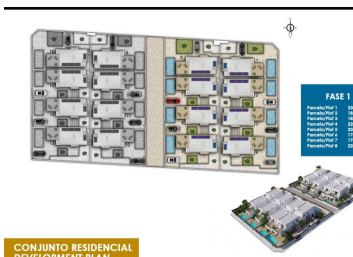 FASE 1
Parcela/Plot 1
Parcela/Plot 2
Parcela/Plot 3
Parcela/Plot 4
Parcela/Plot 5
Parcela/Plot 6
Parcela/Plot 7
Parcela/Plot 8
CONJUNTO RESIDENCIAL
DEVELOPMENT PLAN